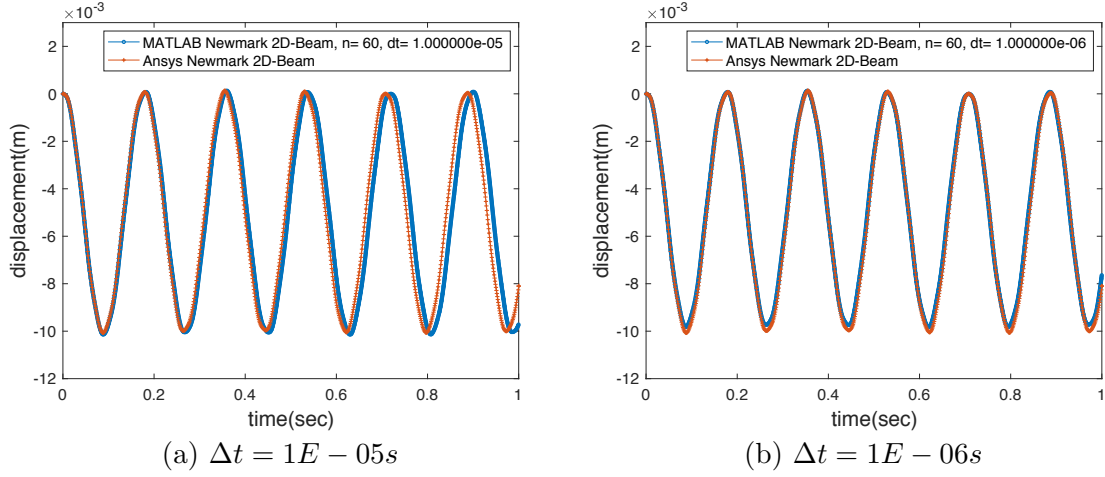 ×10⁻³
MATLAB Newmark 2D-Beam, n= 60, dt= 1.000000e-05
Ansys Newmark 2D-Beam
2
0
-2
-4
-6
-8
-10
-12
displacement(m)
0 0.2 0.4 0.6 0.8 1
time(sec)
(a) Δt = 1E − 05s
×10⁻³
MATLAB Newmark 2D-Beam, n= 60, dt= 1.000000e-06
Ansys Newmark 2D-Beam
2
0
-2
-4
-6
-8
-10
-12
displacement(m)
0 0.2 0.4 0.6 0.8 1
time(sec)
(b) Δt = 1E − 06s